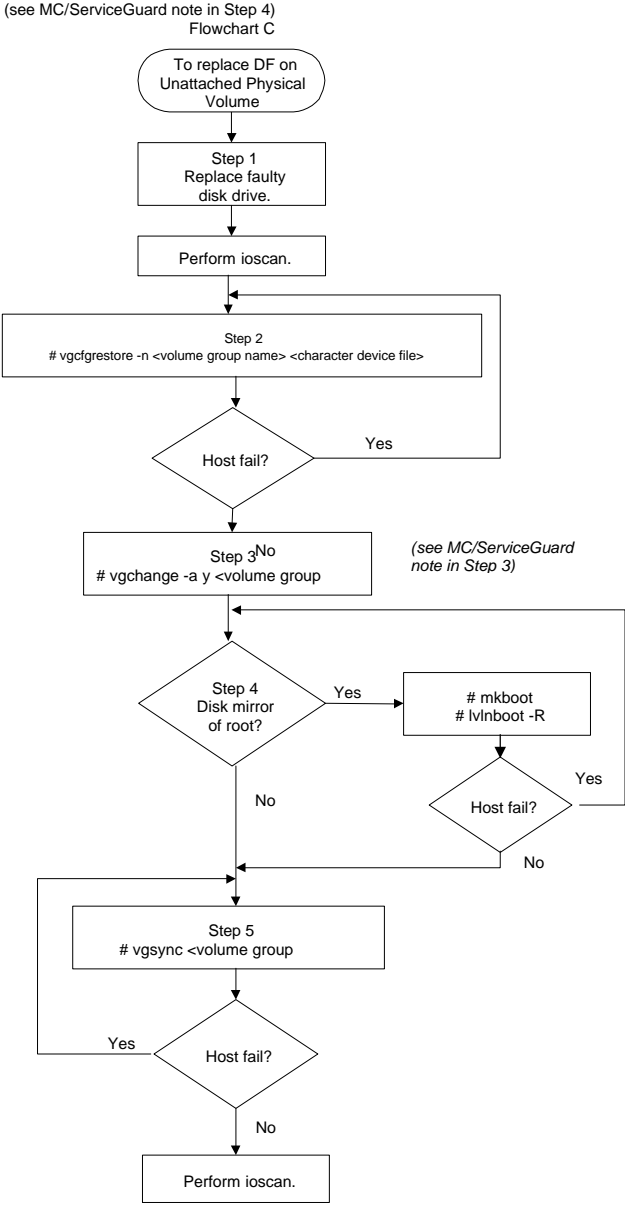 (see MC/ServiceGuard note in Step 4)
Flowchart C
To replace DF on
Unattached Physical
Volume
Step 1
Replace faulty
disk drive.
Perform ioscan.
Step 2
# vgcfgrestore -n <volume group name> <character device file>
Host fail?
Yes
No
Step 3
# vgchange -a y <volume group
(see MC/ServiceGuard
note in Step 3)
Step 4
Disk mirror
of root?
Yes
# mkboot
# lvlnboot -R
Host fail?
Yes
No
No
Step 5
# vgsync <volume group
Host fail?
Yes
No
Perform ioscan.